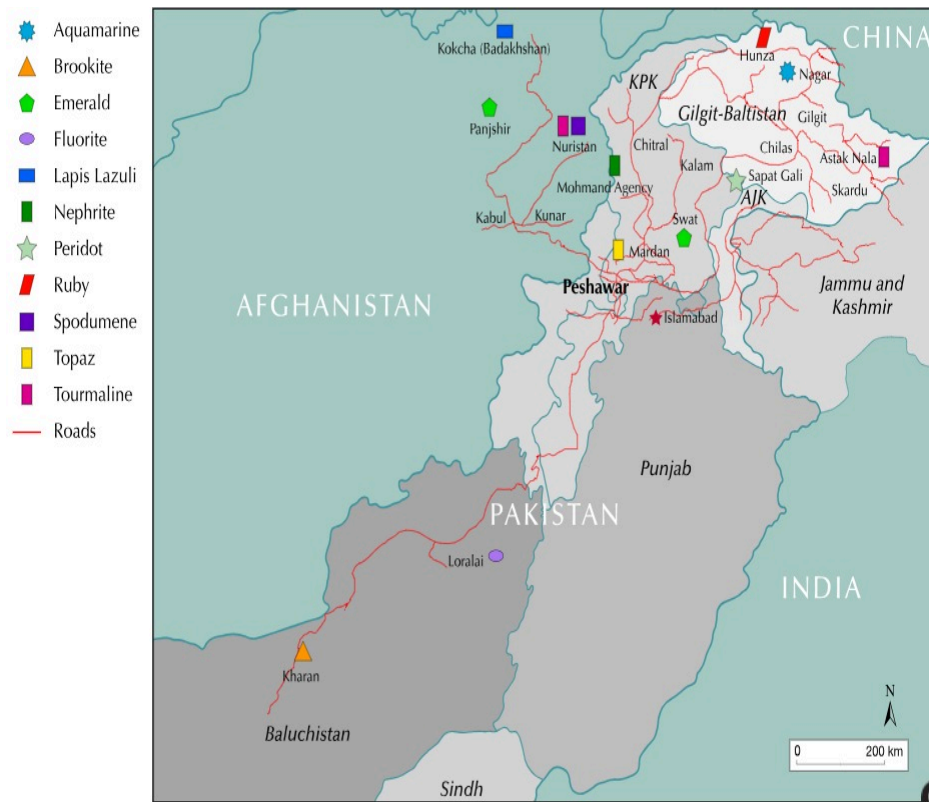 Aquamarine
Brookite
Emerald
Fluorite
Lapis Lazuli
Nephrite
Peridot
Ruby
Spodumene
Topaz
Tourmaline
Roads
CHINA
Kokcha (Badakhshan)
Hunza
Nagar
KPK
Gilgit-Baltistan
Panjshir
Gilgit
Nuristan
Chitral
Chilas
Astak Nala
Kalam
Mohmand Agency
Sapat Gali
Skardu
AJK
Kabul
Kunar
Swat
Mardan
Peshawar
Jammu and
Kashmir
AFGHANISTAN
Islamabad
Punjab
PAKISTAN
Loralai
INDIA
Kharan
N
Baluchistan
0 200 km
Sindh